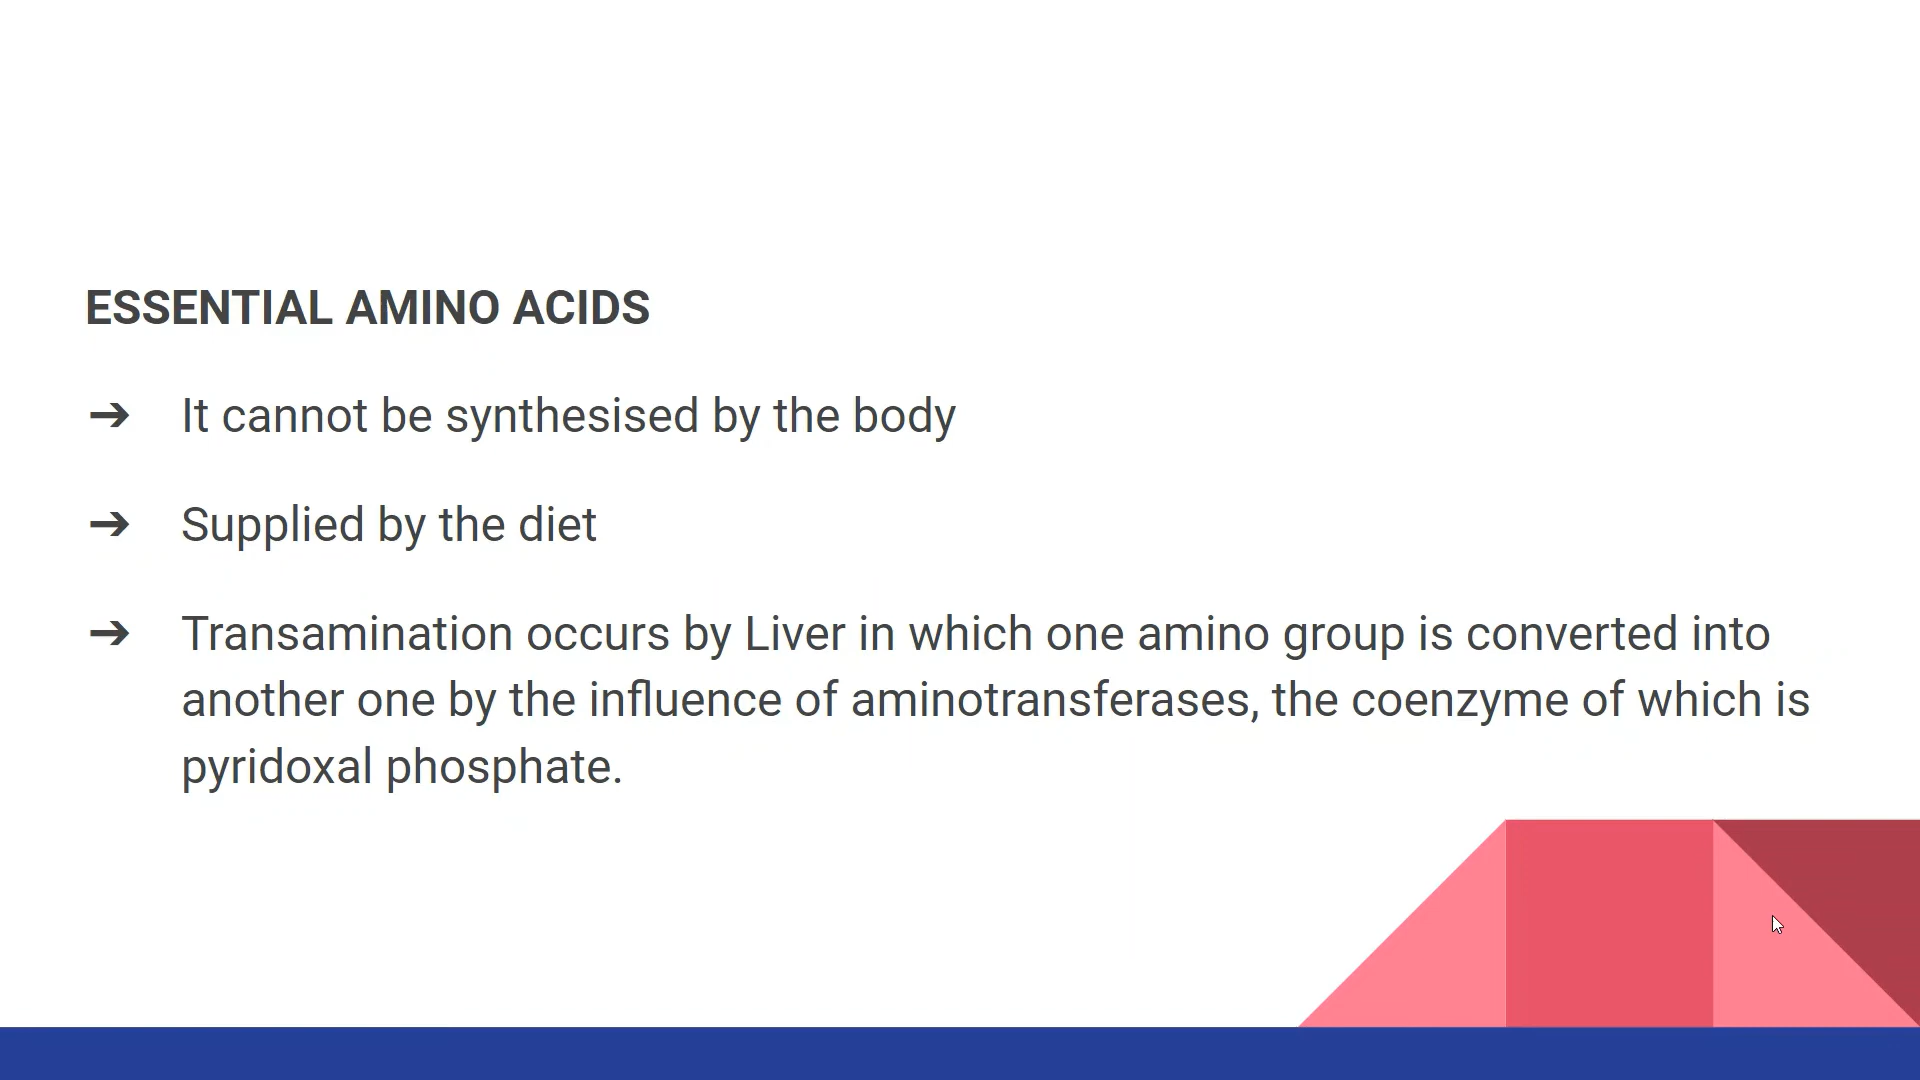 ESSENTIAL AMINO ACIDS
➔ It cannot be synthesised by the body
➔ Supplied by the diet
➔ Transamination occurs by Liver in which one amino group is converted into
another one by the influence of aminotransferases, the coenzyme of which is
pyridoxal phosphate.